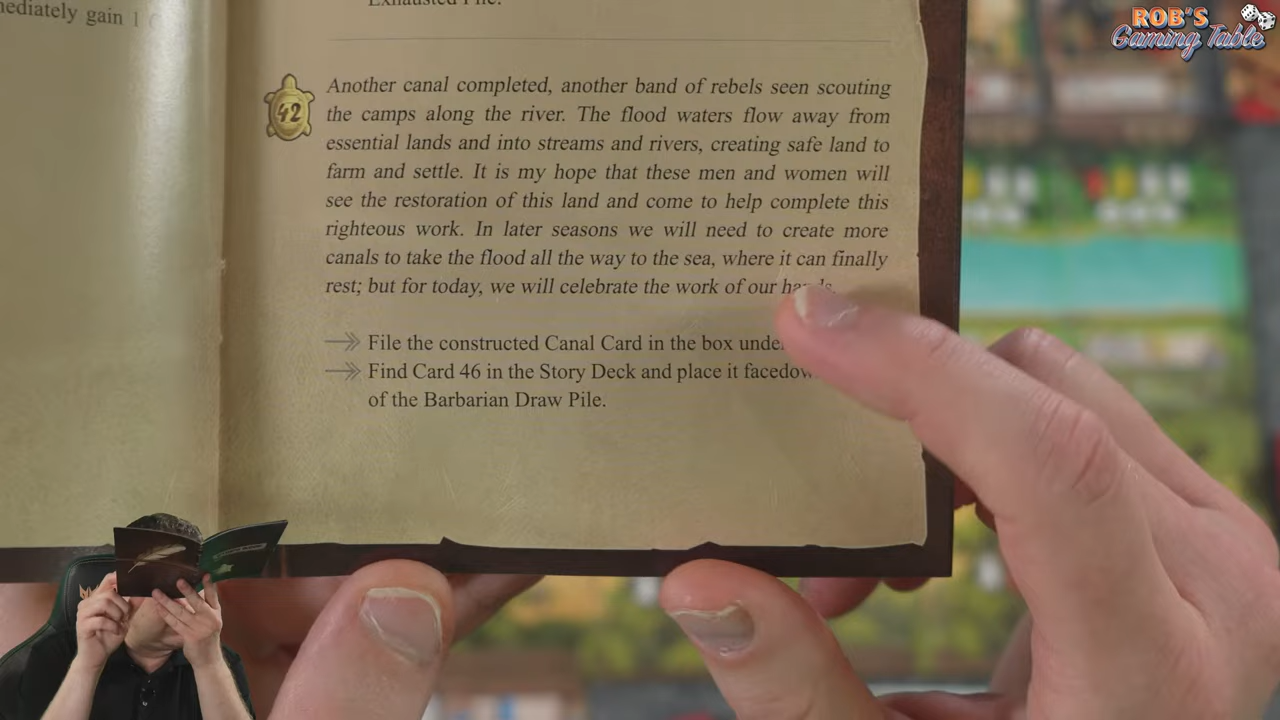 mediately gain 1
Exhausted Pile.
42
Another canal completed, another band of rebels seen scouting
the camps along the river. The flood waters flow away from
essential lands and into streams and rivers, creating safe land to
farm and settle. It is my hope that these men and women will
see the restoration of this land and come to help complete this
righteous work. In later seasons we will need to create more
canals to take the flood all the way to the sea, where it can finally
rest; but for today, we will celebrate the work of our hands.
File the constructed Canal Card in the box unde
Find Card 46 in the Story Deck and place it facedow
of the Barbarian Draw Pile.
ROB'S
Gaming Table